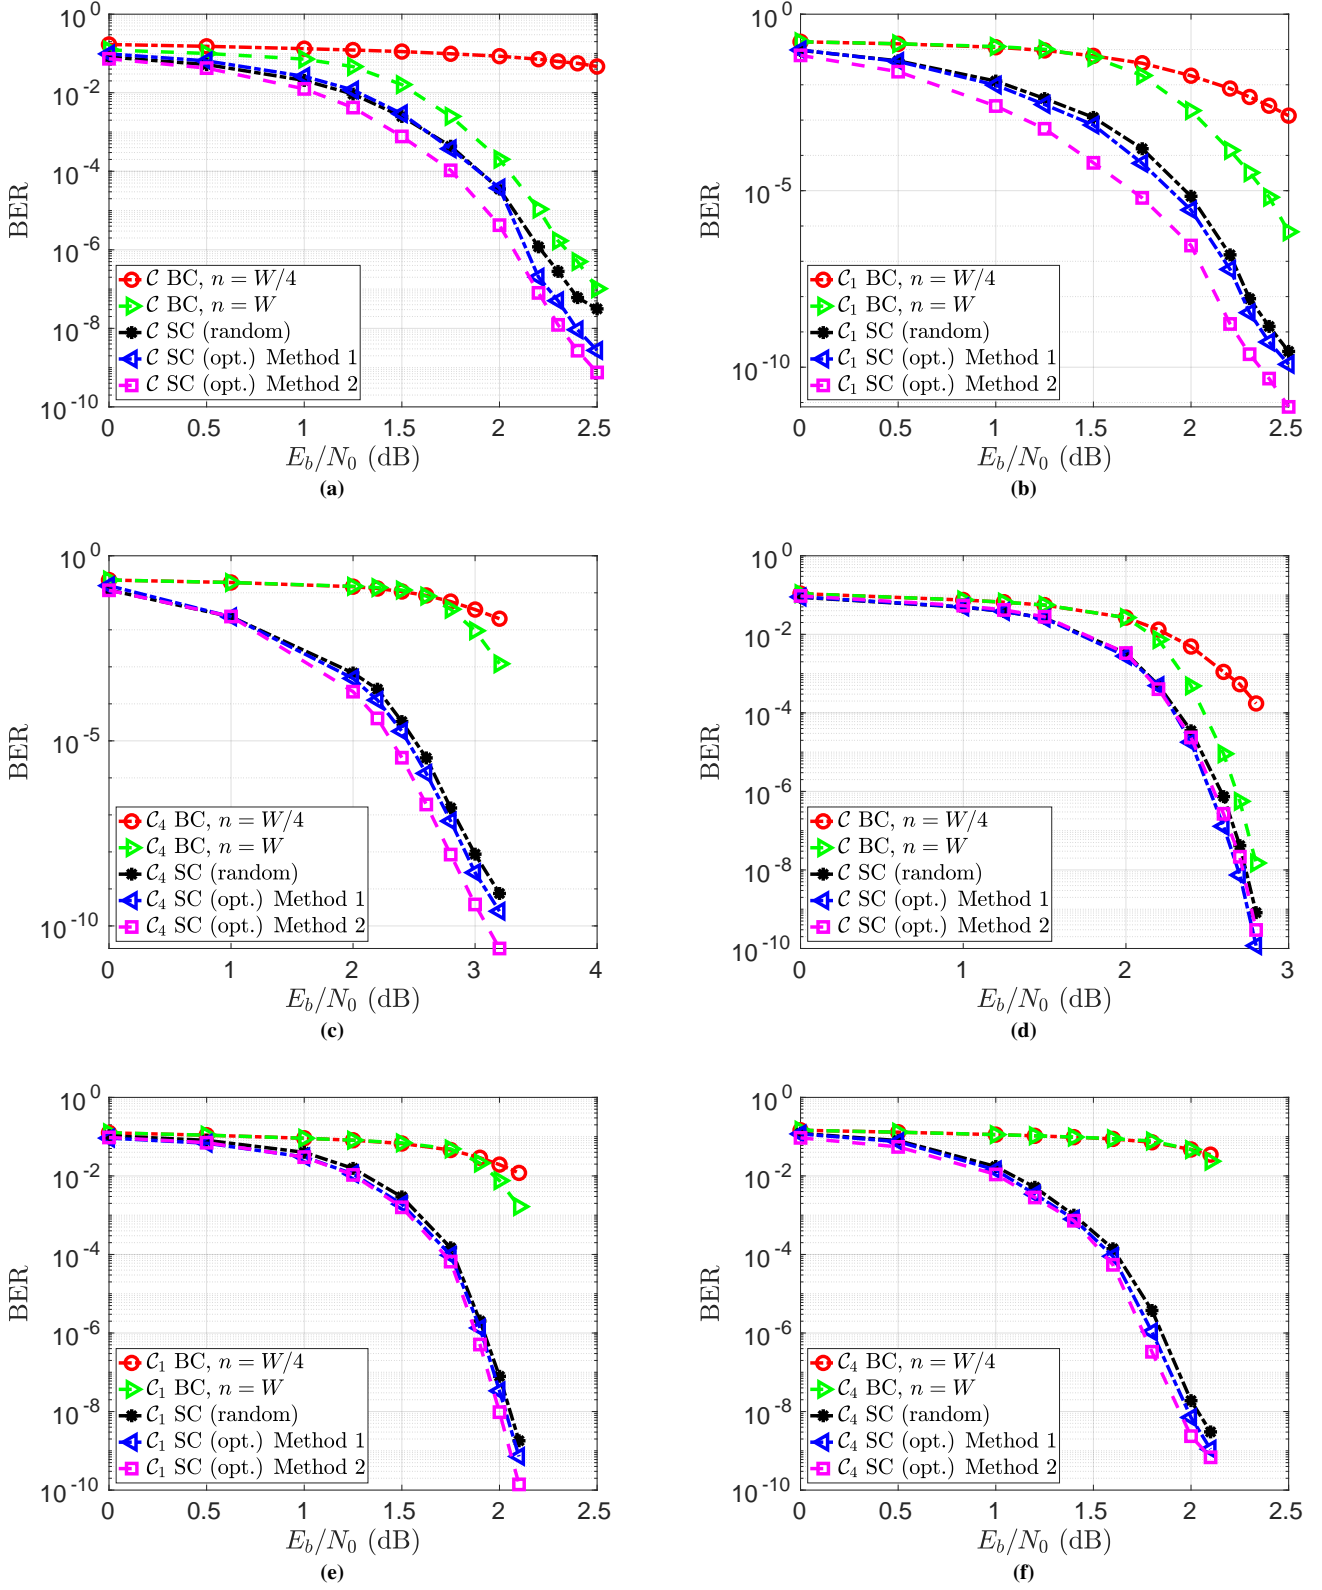 10^0
10^-2
10^-4
10^-6
10^-8
10^-10
BER
𝒞 BC, n = W/4
𝒞 BC, n = W
𝒞 SC (random)
𝒞 SC (opt.) Method 1
𝒞 SC (opt.) Method 2
0 0.5 1 1.5 2 2.5
E_b/N_0 (dB)
(a)
10^0
10^-5
10^-10
BER
𝒞_1 BC, n = W/4
𝒞_1 BC, n = W
𝒞_1 SC (random)
𝒞_1 SC (opt.) Method 1
𝒞_1 SC (opt.) Method 2
0 0.5 1 1.5 2 2.5
E_b/N_0 (dB)
(b)
10^0
10^-5
10^-10
BER
𝒞_4 BC, n = W/4
𝒞_4 BC, n = W
𝒞_4 SC (random)
𝒞_4 SC (opt.) Method 1
𝒞_4 SC (opt.) Method 2
0 1 2 3 4
E_b/N_0 (dB)
(c)
10^0
10^-2
10^-4
10^-6
10^-8
10^-10
BER
𝒞 BC, n = W/4
𝒞 BC, n = W
𝒞 SC (random)
𝒞 SC (opt.) Method 1
𝒞 SC (opt.) Method 2
0 1 2 3
E_b/N_0 (dB)
(d)
10^0
10^-2
10^-4
10^-6
10^-8
10^-10
BER
𝒞_1 BC, n = W/4
𝒞_1 BC, n = W
𝒞_1 SC (random)
𝒞_1 SC (opt.) Method 1
𝒞_1 SC (opt.) Method 2
0 0.5 1 1.5 2 2.5
E_b/N_0 (dB)
(e)
10^0
10^-2
10^-4
10^-6
10^-8
10^-10
BER
𝒞_4 BC, n = W/4
𝒞_4 BC, n = W
𝒞_4 SC (random)
𝒞_4 SC (opt.) Method 1
𝒞_4 SC (opt.) Method 2
0 0.5 1 1.5 2 2.5
E_b/N_0 (dB)
(f)